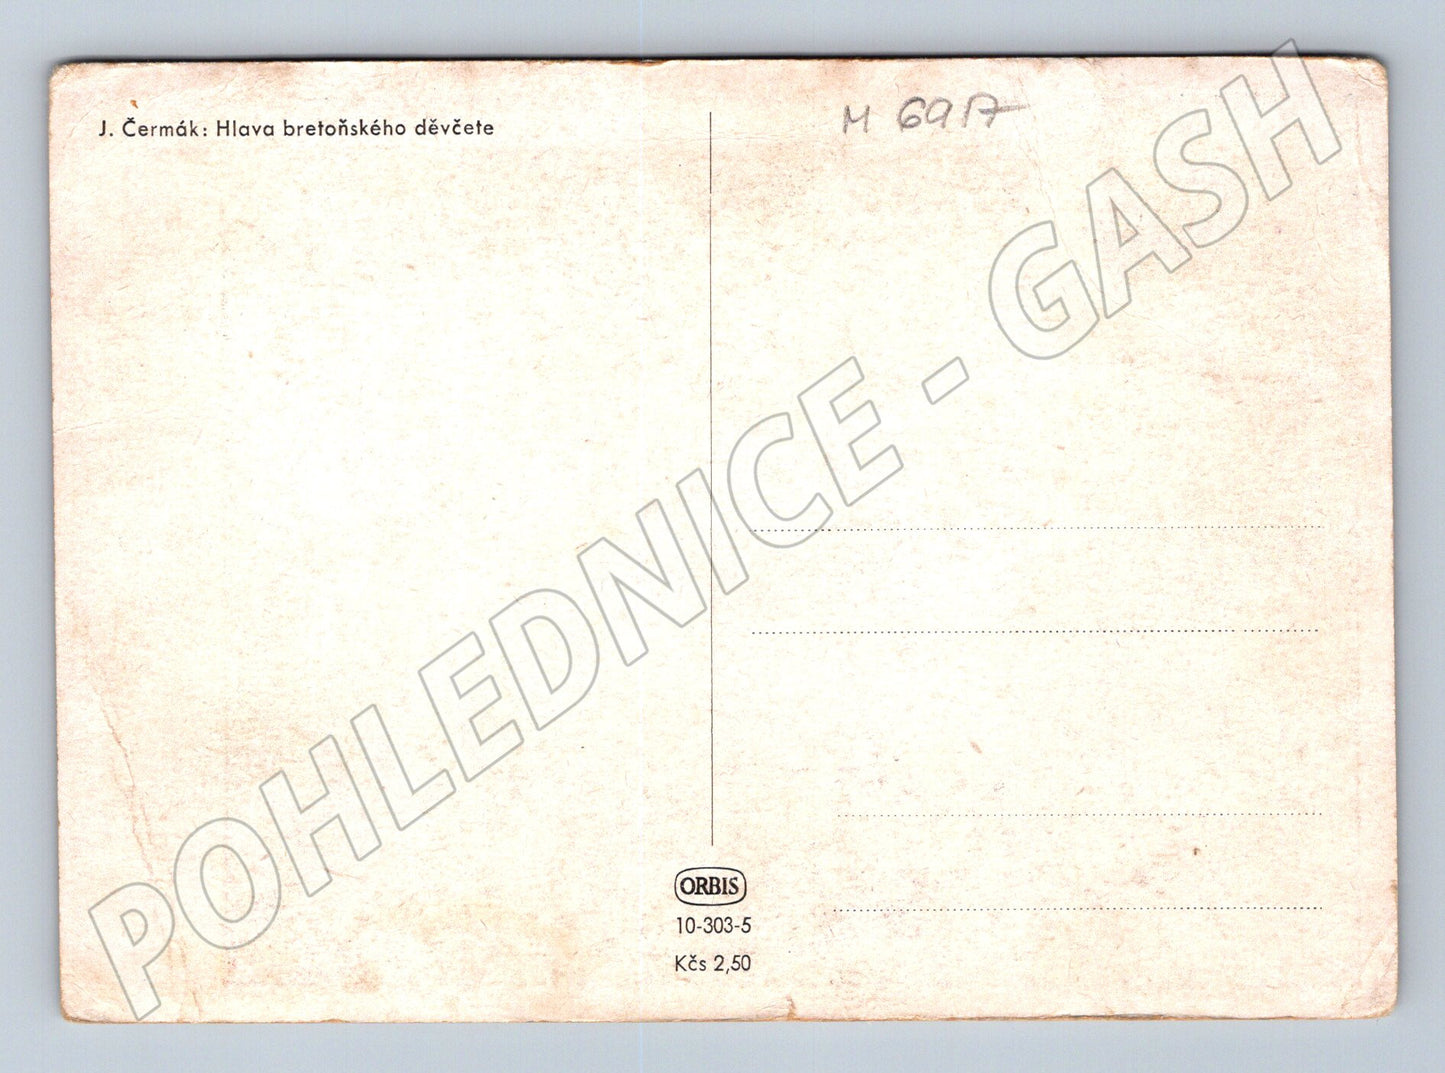 J. Čermák: Hlava bretoňského děvčete
M 6917
ORBIS
10-303-5
Kčs 2,50
POHLEDNICE - GASH